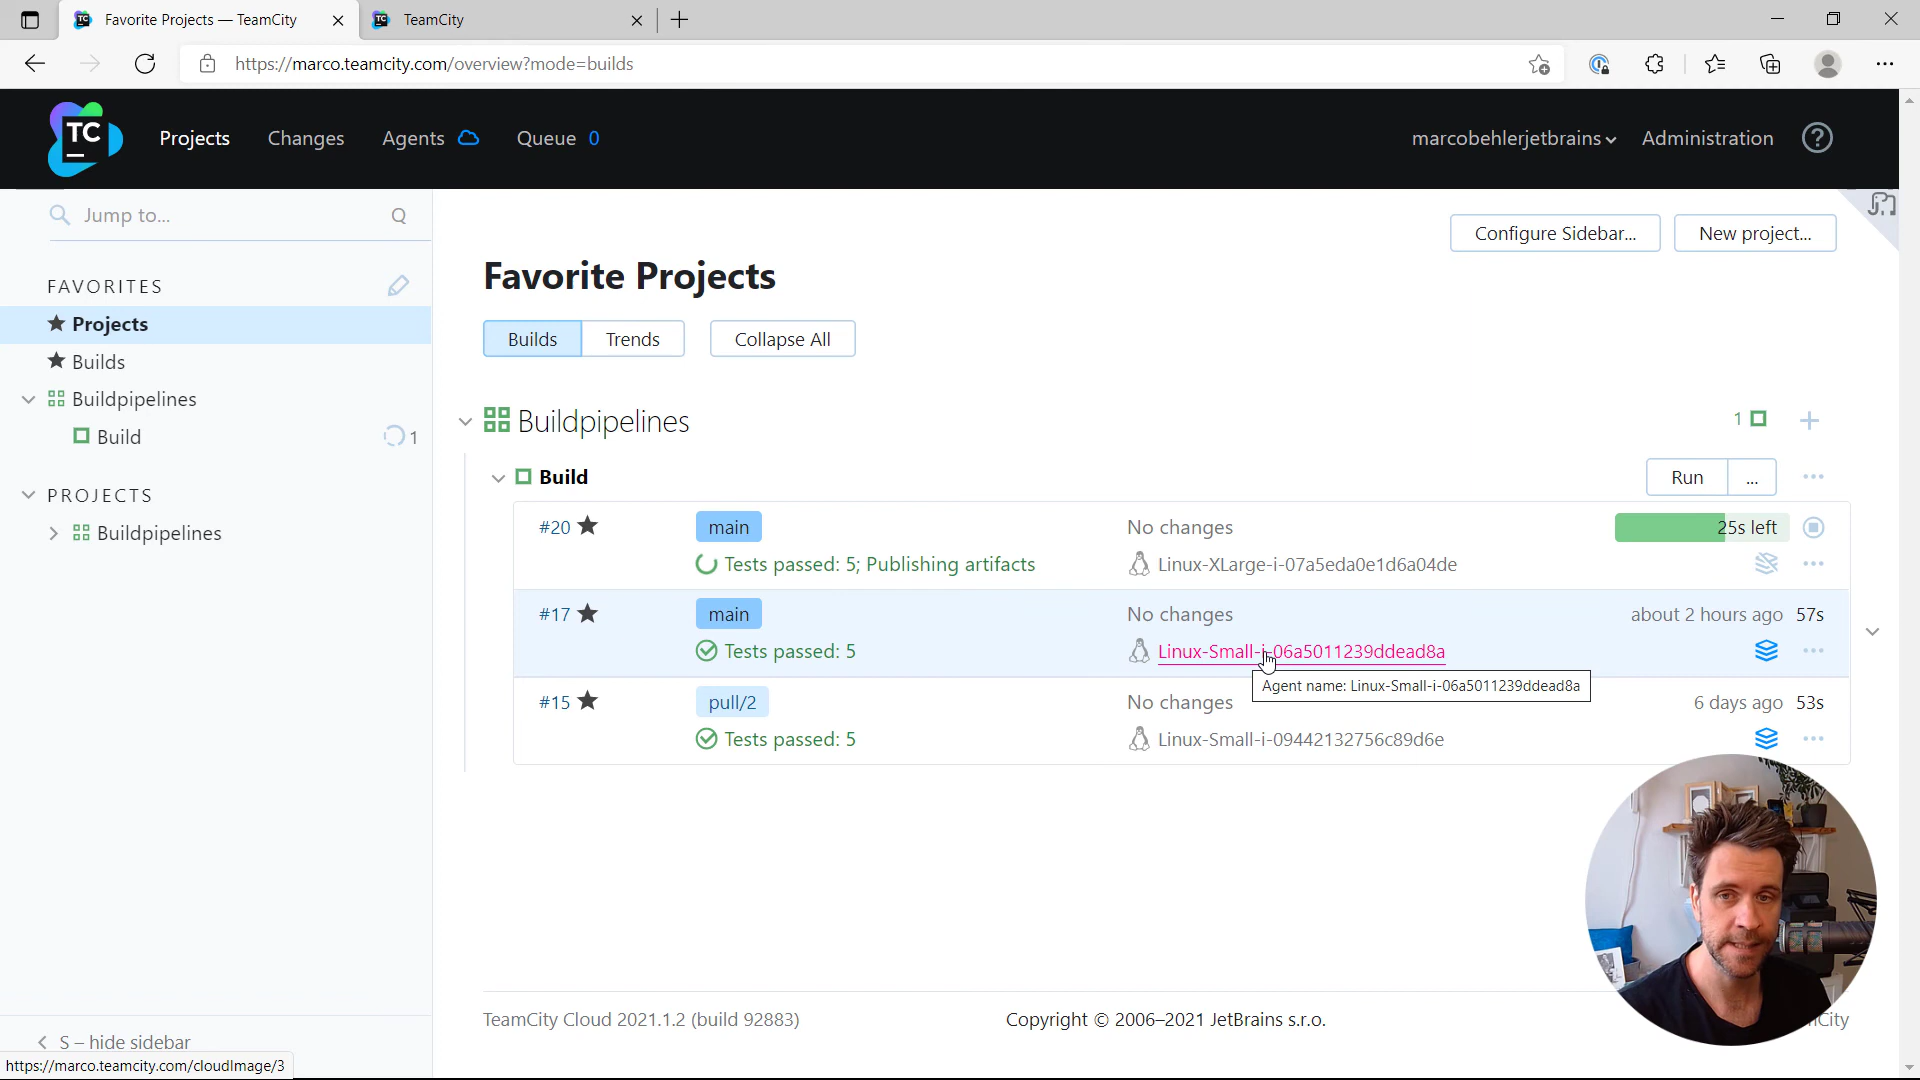 Favorite Projects — TeamCity
TeamCity
https://marco.teamcity.com/overview?mode=builds
TC
Projects
Changes
Agents
Queue 0
marcobehlerjetbrains
Administration
?
Jump to...
Q
Configure Sidebar...
New project...
FAVORITES
Projects
Builds
Buildpipelines
Build
1
PROJECTS
Buildpipelines
Favorite Projects
Builds
Trends
Collapse All
Buildpipelines
1
Build
Run
...
#20
main
No changes
25s left
Tests passed: 5; Publishing artifacts
Linux-XLarge-i-07a5eda0e1d6a04de
#17
main
No changes
about 2 hours ago 57s
Tests passed: 5
Linux-Small-i-06a5011239ddead8a
Agent name: Linux-Small-i-06a5011239ddead8a
#15
pull/2
No changes
6 days ago 53s
Tests passed: 5
Linux-Small-i-09442132756c89d6e
TeamCity Cloud 2021.1.2 (build 92883)
Copyright © 2006–2021 JetBrains s.r.o.
S – hide sidebar
https://marco.teamcity.com/cloudImage/3